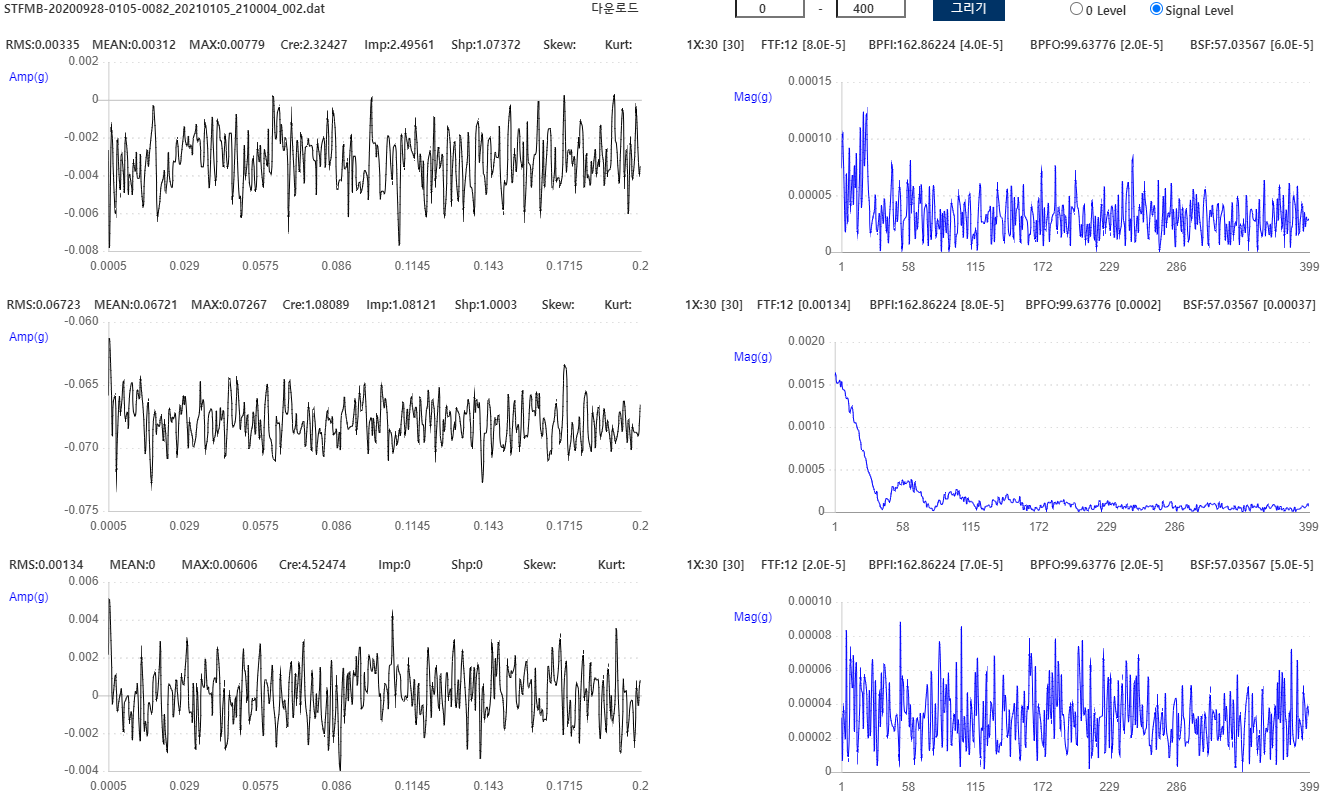 STFMB-20200928-0105-0082_20210105_210004_002.dat 다운로드 0 - 400 그리기 0 Level Signal Level
RMS:0.00335 MEAN:0.00312 MAX:0.00779 Cre:2.32427 Imp:2.49561 Shp:1.07372 Skew: Kurt:
Amp(g)
0.002
0
-0.002
-0.004
-0.006
-0.008
0.0005 0.029 0.0575 0.086 0.1145 0.143 0.1715 0.2
1X:30 [30] FTF:12 [8.0E-5] BPFI:162.86224 [4.0E-5] BPFO:99.63776 [2.0E-5] BSF:57.03567 [6.0E-5]
Mag(g)
0.00015
0.00010
0.00005
0
1 58 115 172 229 286 399
RMS:0.06723 MEAN:0.06721 MAX:0.07267 Cre:1.08089 Imp:1.08121 Shp:1.0003 Skew: Kurt:
Amp(g)
-0.060
-0.065
-0.070
-0.075
0.0005 0.029 0.0575 0.086 0.1145 0.143 0.1715 0.2
1X:30 [30] FTF:12 [0.00134] BPFI:162.86224 [8.0E-5] BPFO:99.63776 [0.0002] BSF:57.03567 [0.00037]
Mag(g)
0.0020
0.0015
0.0010
0.0005
0
1 58 115 172 229 286 399
RMS:0.00134 MEAN:0 MAX:0.00606 Cre:4.52474 Imp:0 Shp:0 Skew: Kurt:
Amp(g)
0.006
0.004
0.002
0
-0.002
-0.004
0.0005 0.029 0.0575 0.086 0.1145 0.143 0.1715 0.2
1X:30 [30] FTF:12 [2.0E-5] BPFI:162.86224 [7.0E-5] BPFO:99.63776 [2.0E-5] BSF:57.03567 [5.0E-5]
Mag(g)
0.00010
0.00008
0.00006
0.00004
0.00002
0
1 58 115 172 229 286 399